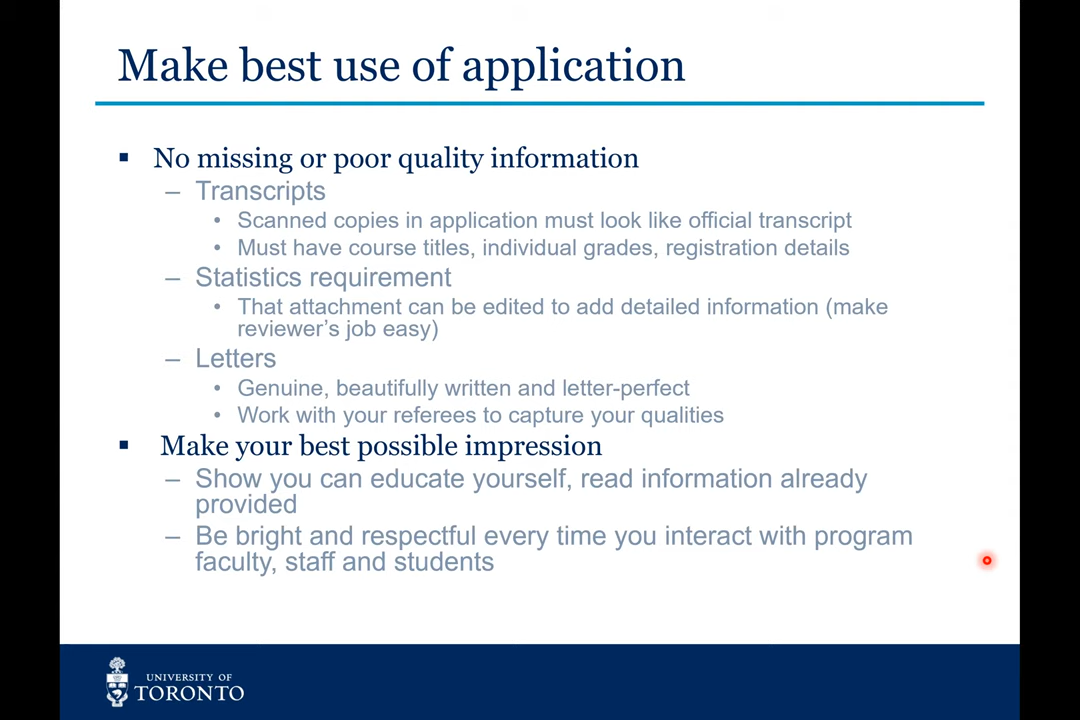 Make best use of application
▪ No missing or poor quality information
– Transcripts
• Scanned copies in application must look like official transcript
• Must have course titles, individual grades, registration details
– Statistics requirement
• That attachment can be edited to add detailed information (make
reviewer’s job easy)
– Letters
• Genuine, beautifully written and letter-perfect
• Work with your referees to capture your qualities
▪ Make your best possible impression
– Show you can educate yourself, read information already
provided
– Be bright and respectful every time you interact with program
faculty, staff and students
UNIVERSITY OF
TORONTO